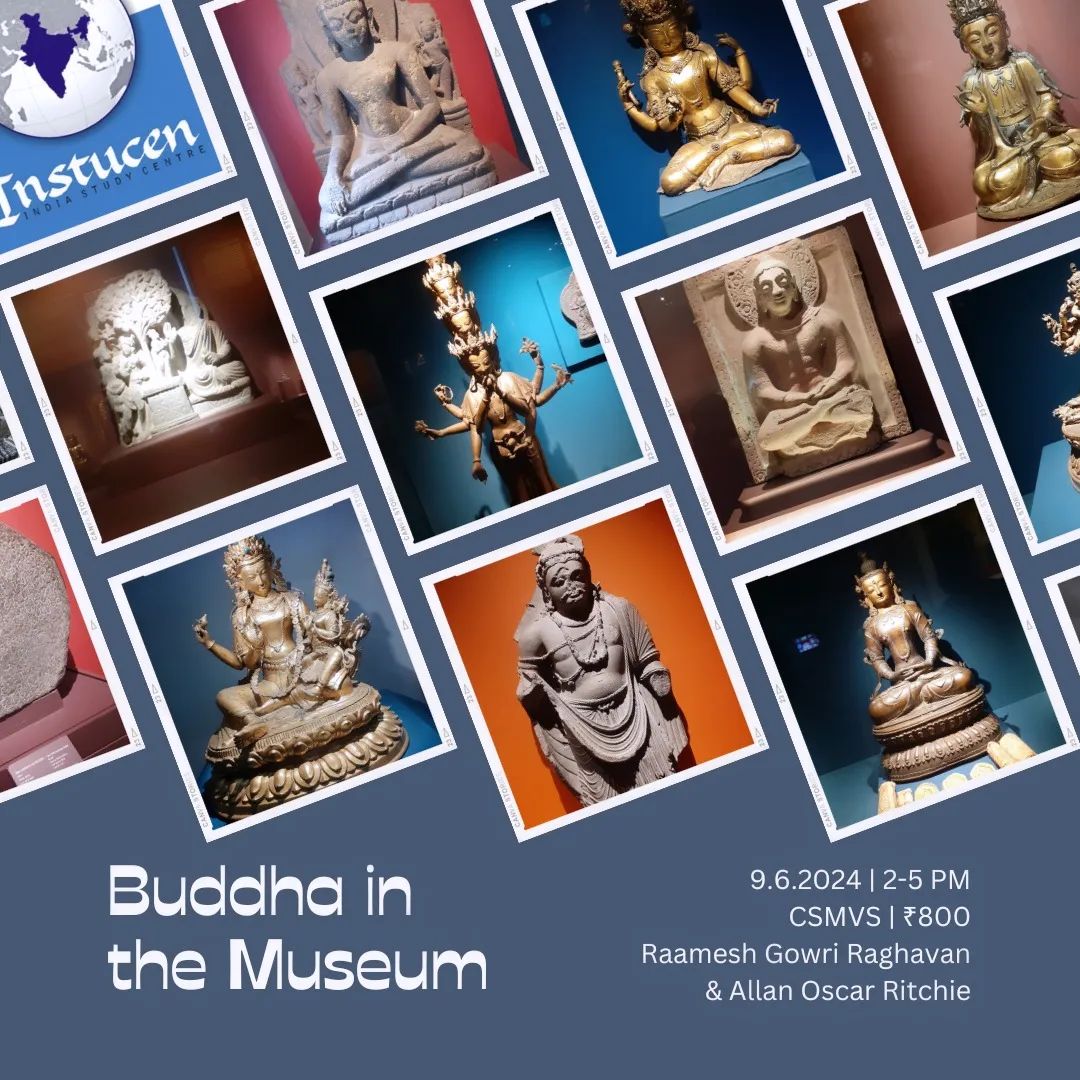 Instucen
INDIA STUDY CENTRE
Buddha in
the Museum
9.6.2024 | 2-5 PM
CSMVS | ₹800
Raamesh Gowri Raghavan
& Allan Oscar Ritchie